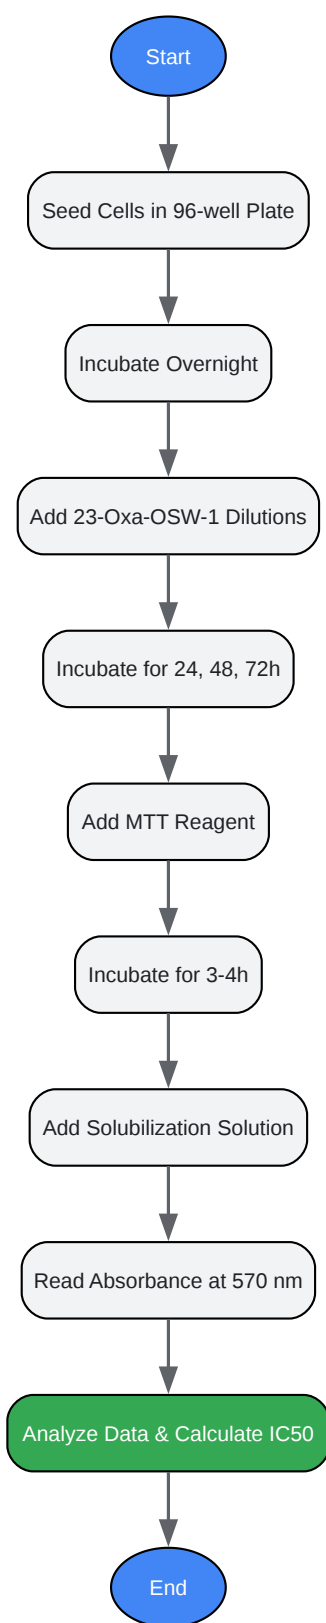 Start
Seed Cells in 96-well Plate
Incubate Overnight
Add 23-Oxa-OSW-1 Dilutions
Incubate for 24, 48, 72h
Add MTT Reagent
Incubate for 3-4h
Add Solubilization Solution
Read Absorbance at 570 nm
Analyze Data & Calculate IC50
End